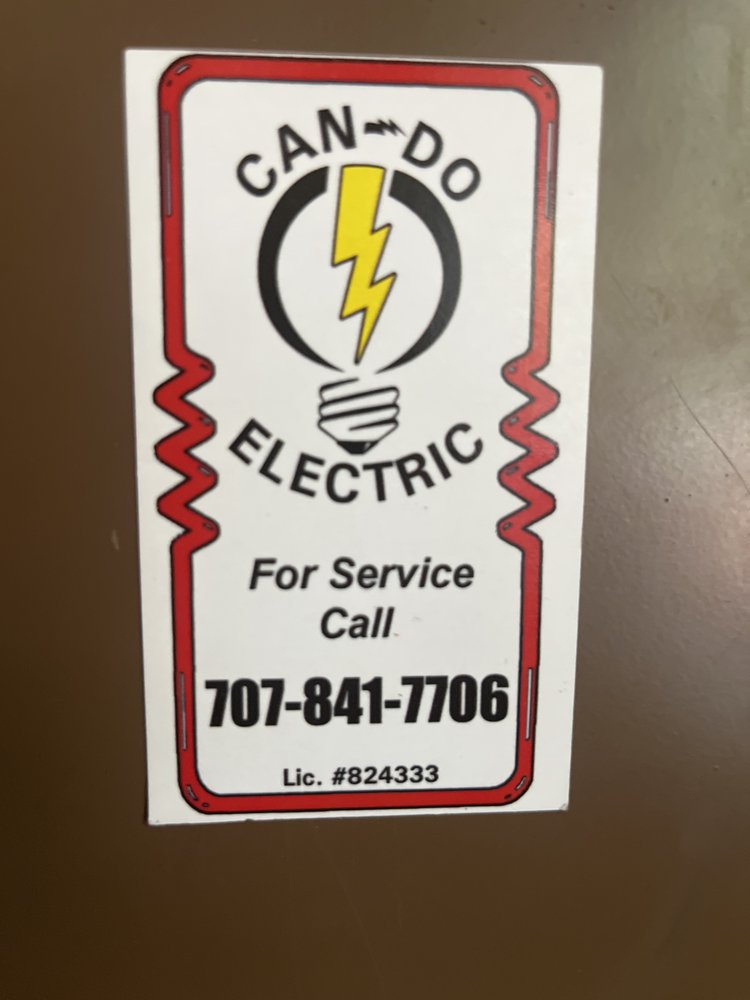 CAN-DO
ELECTRIC
For Service
Call
707-841-7706
Lic. #824333